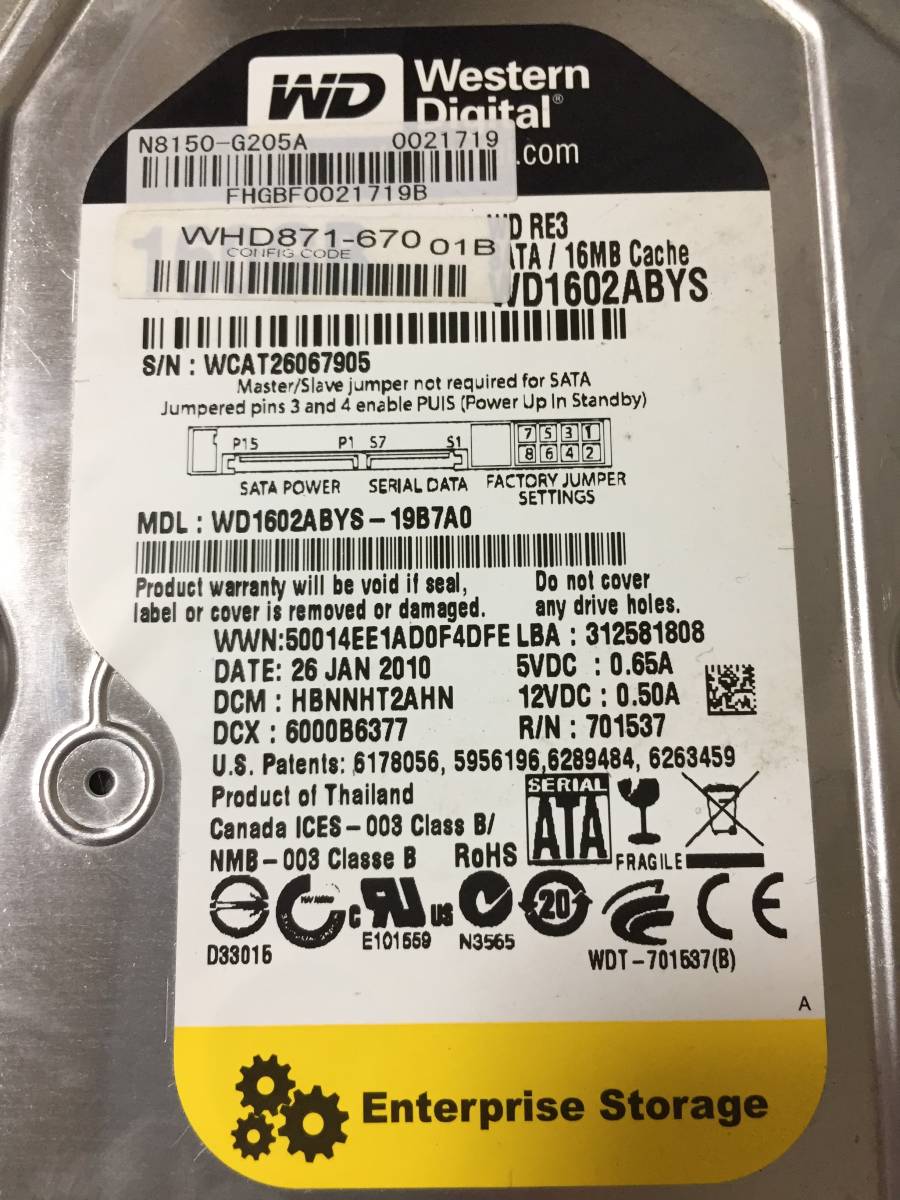 WD Western
Digital®
.com
N8150-G205A 0021719
FHGBF0021719B
WHD871-670 01B
CONFIG CODE
WD RE3
ATA / 16MB Cache
WD1602ABYS
S/N : WCAT26067905
Master/Slave jumper not required for SATA
Jumpered pins 3 and 4 enable PUIS (Power Up In Standby)
P15 P1 S7 S1 7 5 3 1
8 6 4 2
SATA POWER SERIAL DATA FACTORY JUMPER
SETTINGS
MDL : WD1602ABYS-19B7A0
Product warranty will be void if seal, Do not cover
label or cover is removed or damaged. any drive holes.
WWN:50014EE1AD0F4DFE LBA : 312581808
DATE: 26 JAN 2010 5VDC : 0.65A
DCM : HBNNHT2AHN 12VDC : 0.50A
DCX : 6000B6377 R/N : 701537
U.S. Patents: 6178056, 5956196,6289484, 6263459
Product of Thailand
Canada ICES-003 Class B/
NMB-003 Classe B RoHS
SERIAL
ATA
FRAGILE
c UR us 20 CE
D33015 E101559 N3565
WDT-701537(B)
A
Enterprise Storage